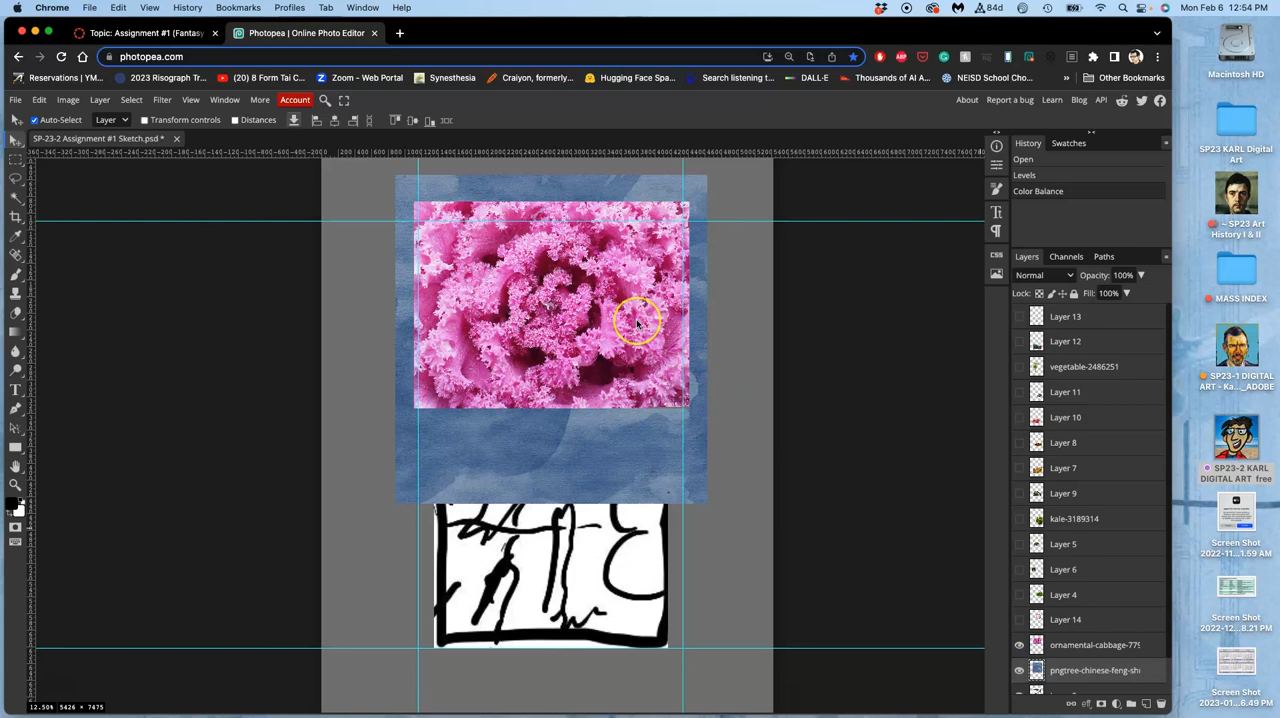 Chrome File Edit View History Bookmarks Profiles Tab Window Help 84d Mon Feb 6 12:54 PM
Topic: Assignment #1 (Fantasy Photopea | Online Photo Editor
photopea.com
Reservations | YM... 2023 Risograph Tr... (20) 8 Form Tai C... Zoom - Web Portal Synesthesia Craiyon, formerly... Hugging Face Spa... Search listening t... DALL-E Thousands of AI A... NEISD School Cho... Other Bookmarks
File Edit Image Layer Select Filter View Window More Account About Report a bug Learn Blog API
Auto-Select Layer Transform controls Distances
SP-23-2 Assignment #1 Sketch.psd *
History Swatches
Open
Levels
Color Balance
CSS
Layers Channels Paths
Normal Opacity: 100%
Lock: Fill: 100%
Layer 13
Layer 12
vegetable-2486251
Layer 11
Layer 10
Layer 8
Layer 7
Layer 9
kale-3189314
Layer 5
Layer 6
Layer 4
Layer 14
ornamental-cabbage-779
pngtree-chinese-feng-shu
12.50% 5426 × 7475
Macintosh HD
SP23 KARL Digital Art
~ SP23 Art History I & II
MASS INDEX
SP23-1 DIGITAL ART - Ka..._ADOBE
SP23-2 KARL DIGITAL ART free
Screen Shot 2022-11...1.59 AM
Screen Shot 2022-12...8.21 PM
Screen Shot 2023-01...6.49 PM